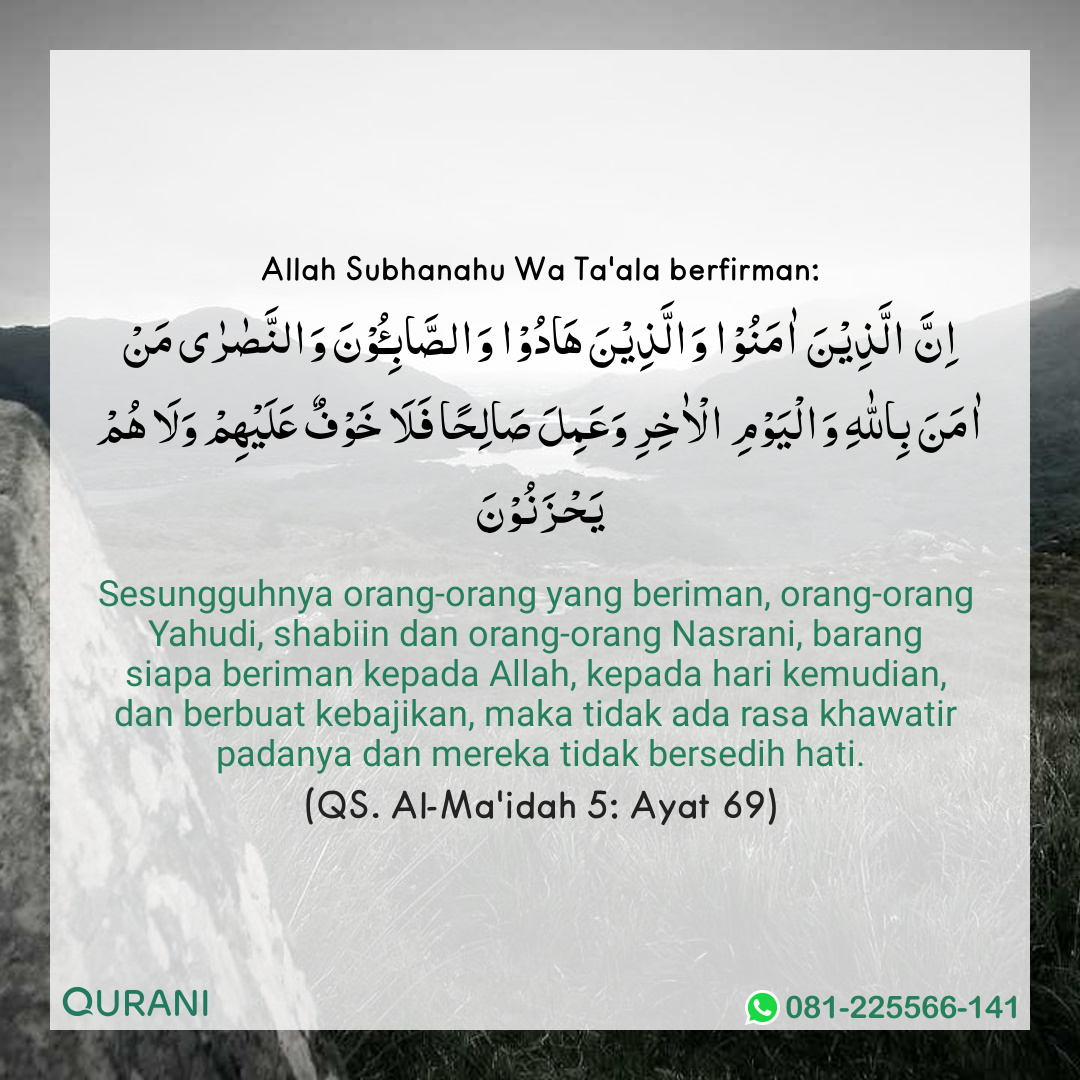 Allah Subhanahu Wa Ta'ala berfirman:
اِنَّ الَّذِيْنَ اٰمَنُوْا وَالَّذِيْنَ هَادُوْا وَالصَّابِـُٔوْنَ وَالنَّصٰرٰى مَنْ
اٰمَنَ بِاللّٰهِ وَالْيَوْمِ الْاٰخِرِ وَعَمِلَ صَالِحًا فَلَا خَوْفٌ عَلَيْهِمْ وَلَا هُمْ
يَحْزَنُوْنَ
Sesungguhnya orang-orang yang beriman, orang-orang
Yahudi, shabiin dan orang-orang Nasrani, barang
siapa beriman kepada Allah, kepada hari kemudian,
dan berbuat kebajikan, maka tidak ada rasa khawatir
padanya dan mereka tidak bersedih hati.
(QS. Al-Ma'idah 5: Ayat 69)
QURANI
081-225566-141